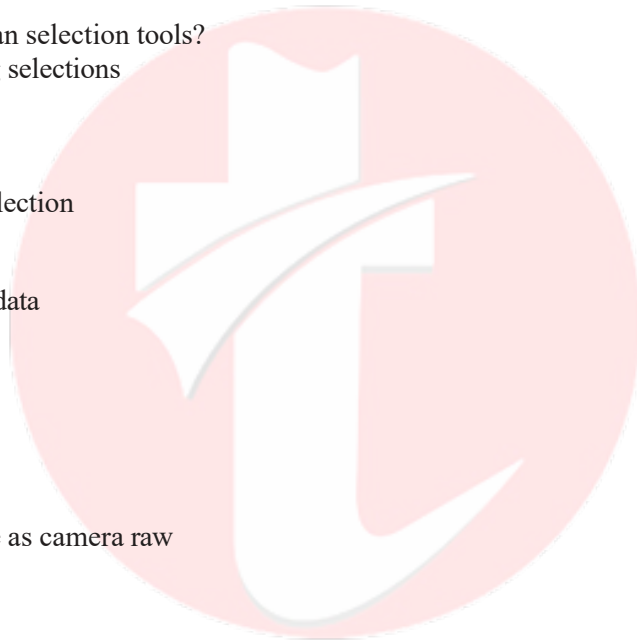 an selection tools?
selections
lection
data
as camera raw